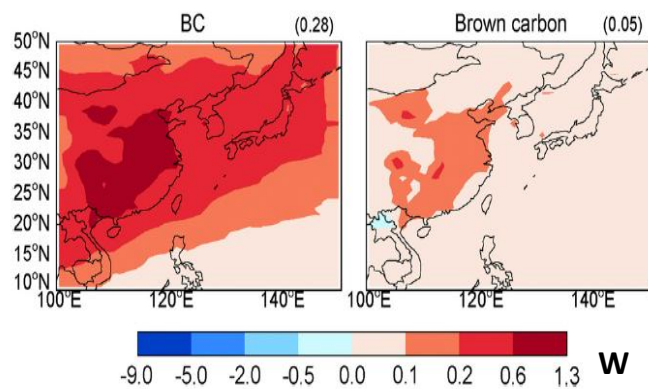 BC (0.28) Brown carbon (0.05)
50°N
45°N
40°N
35°N
30°N
25°N
20°N
15°N
10°N
100°E 120°E 140°E 100°E 120°E 140°E
-9.0 -5.0 -2.0 -0.5 0.0 0.1 0.2 0.6 1.3 W